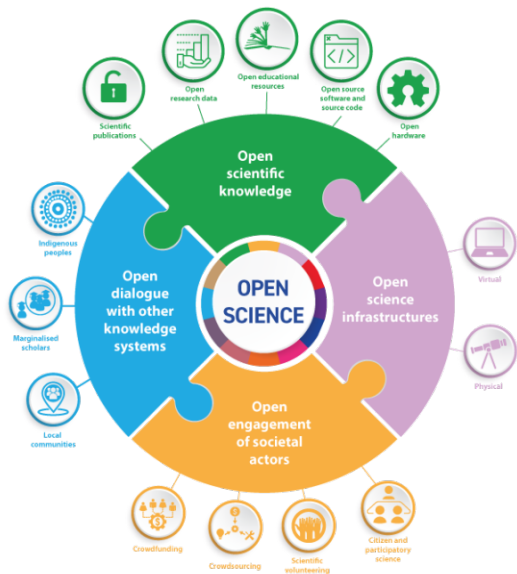 Open
research data
Open educational
resources
Open source
software and
source code
Scientific
publications
Open
hardware
Open
scientific
knowledge
Indigenous
peoples
Marginalised
scholars
Local
communities
Open
dialogue
with other
knowledge
systems
OPEN
SCIENCE
Open
science
infrastructures
Virtual
Physical
Open
engagement
of societal
actors
Crowdfunding
Crowdsourcing
Scientific
volunteering
Citizen and
participatory
science